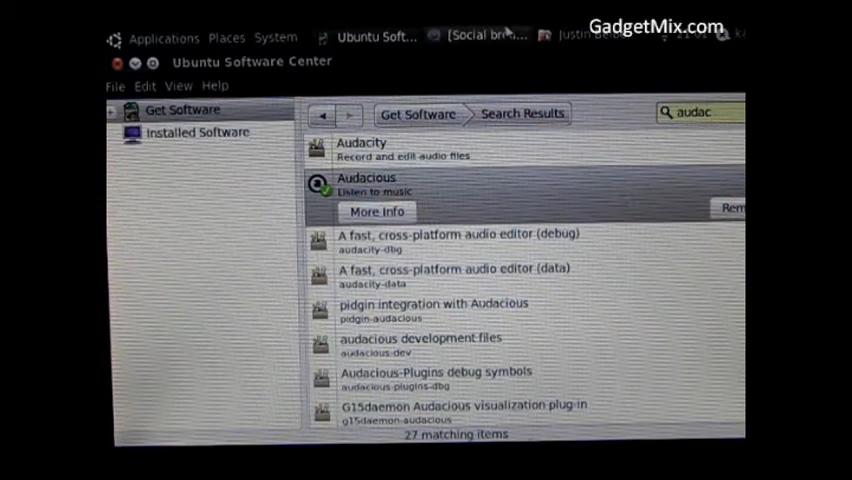 GadgetMix.com
Applications Places System Ubuntu Soft... [Social br...
Ubuntu Software Center
File Edit View Help
Get Software
Installed Software
Get Software Search Results audac
Audacity
Record and edit audio files
Audacious
Listen to music
More Info Rem
A fast, cross-platform audio editor (debug)
audacity-dbg
A fast, cross-platform audio editor (data)
audacity-data
pidgin integration with Audacious
pidgin-audacious
audacious development files
audacious-dev
Audacious-Plugins debug symbols
audacious-plugins-dbg
G15daemon Audacious visualization plug-in
g15daemon-audacious
27 matching items